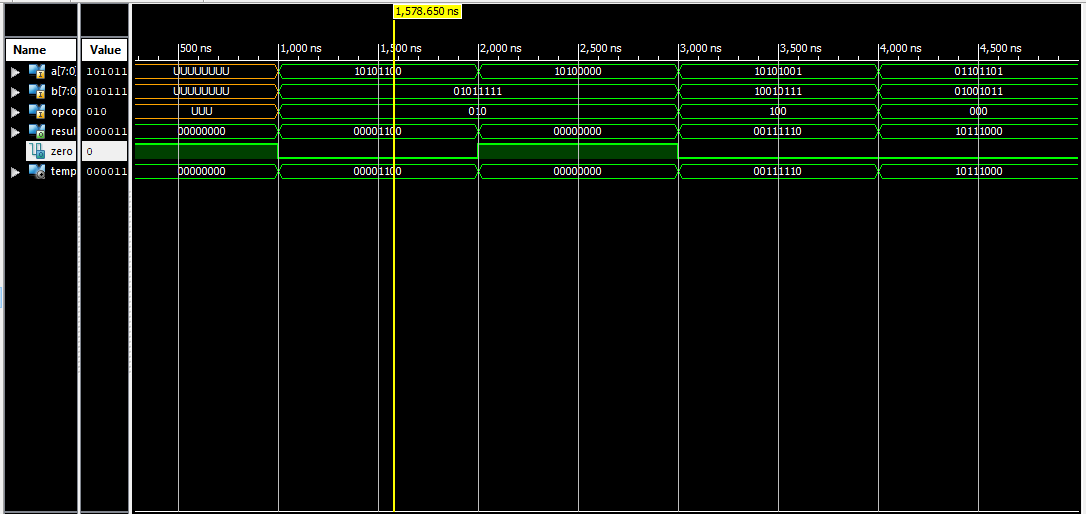 1,578.650 ns
Name Value 500 ns 1,000 ns 1,500 ns 2,000 ns 2,500 ns 3,000 ns 3,500 ns 4,000 ns 4,500 ns
a[7:0] 101011 UUUUUUUU 10101100 10100000 10101001 01101101
b[7:0 010111 UUUUUUUU 01011111 10010111 01001011
opco 010 UUU 010 100 000
resul 000011 00000000 00001100 00000000 00111110 10111000
zero 0
temp 000011 00000000 00001100 00000000 00111110 10111000